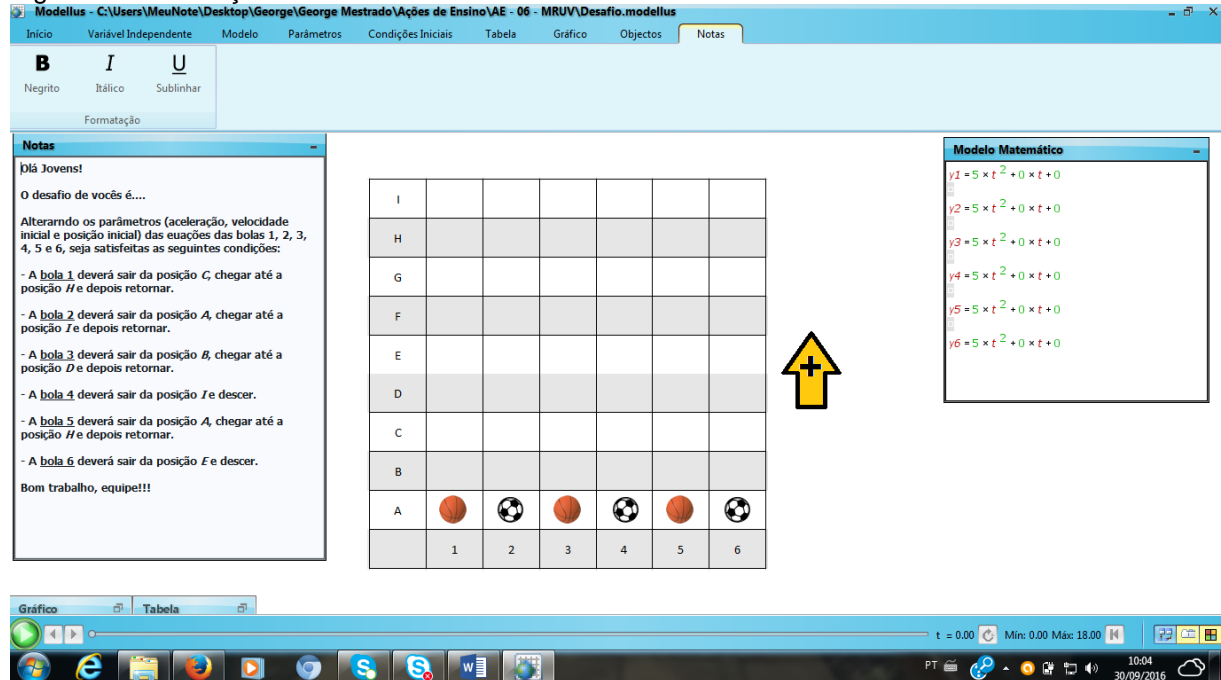 Modellus - C:\Users\MeuNote\Desktop\George\George Mestrado\Ações de Ensino\AE - 06 - MRUV\Desafio.modellus
Início Variável Independente Modelo Parâmetros Condições Iniciais Tabela Gráfico Objectos Notas
B I U
Negrito Itálico Sublinhar
Formatação
Notas
Olá Jovens!
O desafio de vocês é....
Alterarndo os parâmetros (aceleração, velocidade
inicial e posição inicial) das euações das bolas 1, 2, 3,
4, 5 e 6, seja satisfeitas as seguintes condições:
- A bola 1 deverá sair da posição C, chegar até a
posição H e depois retornar.
- A bola 2 deverá sair da posição A, chegar até a
posição I e depois retornar.
- A bola 3 deverá sair da posição B, chegar até a
posição D e depois retornar.
- A bola 4 deverá sair da posição I e descer.
- A bola 5 deverá sair da posição A, chegar até a
posição H e depois retornar.
- A bola 6 deverá sair da posição E e descer.
Bom trabalho, equipe!!!
I
H
G
F
E
D
C
B
A
1 2 3 4 5 6
+
Modelo Matemático
y1 = 5 × t 2 + 0 × t + 0
y2 = 5 × t 2 + 0 × t + 0
y3 = 5 × t 2 + 0 × t + 0
y4 = 5 × t 2 + 0 × t + 0
y5 = 5 × t 2 + 0 × t + 0
y6 = 5 × t 2 + 0 × t + 0
Gráfico Tabela
t = 0.00 Min: 0.00 Máx: 18.00
PT 10:04
30/09/2016